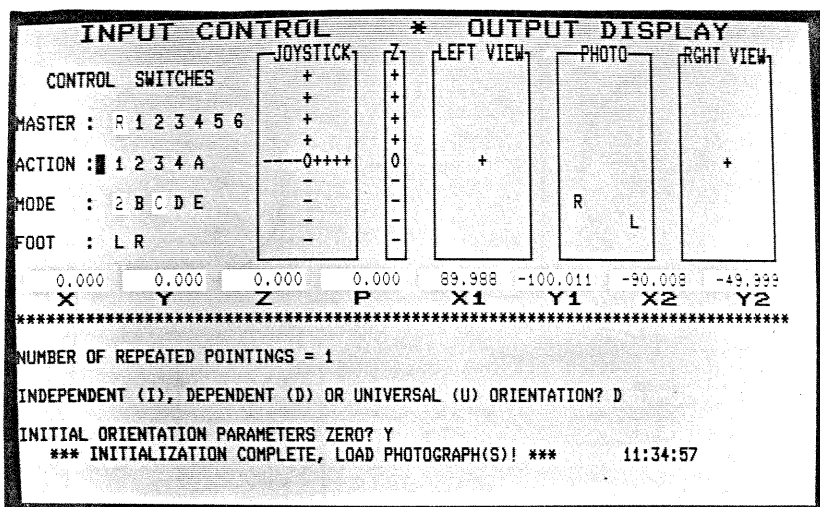 INPUT CONTROL * OUTPUT DISPLAY
JOYSTICK Z LEFT VIEW PHOTO RGHT VIEW
CONTROL SWITCHES + +
+ +
MASTER : R 1 2 3 4 5 6 + +
+ +
ACTION : 1 2 3 4 A ----0++++ 0 + +
- -
MODE : 2 B C D E - - R
- - L
FOOT : L R - -
0.000 0.000 0.000 0.000 89.988 -100.011 -90.008 -49.999
X Y Z P X1 Y1 X2 Y2
******************************************************************************
NUMBER OF REPEATED POINTINGS = 1
INDEPENDENT (I), DEPENDENT (D) OR UNIVERSAL (U) ORIENTATION? D
INITIAL ORIENTATION PARAMETERS ZERO? Y
*** INITIALIZATION COMPLETE, LOAD PHOTOGRAPH(S)! *** 11:34:57